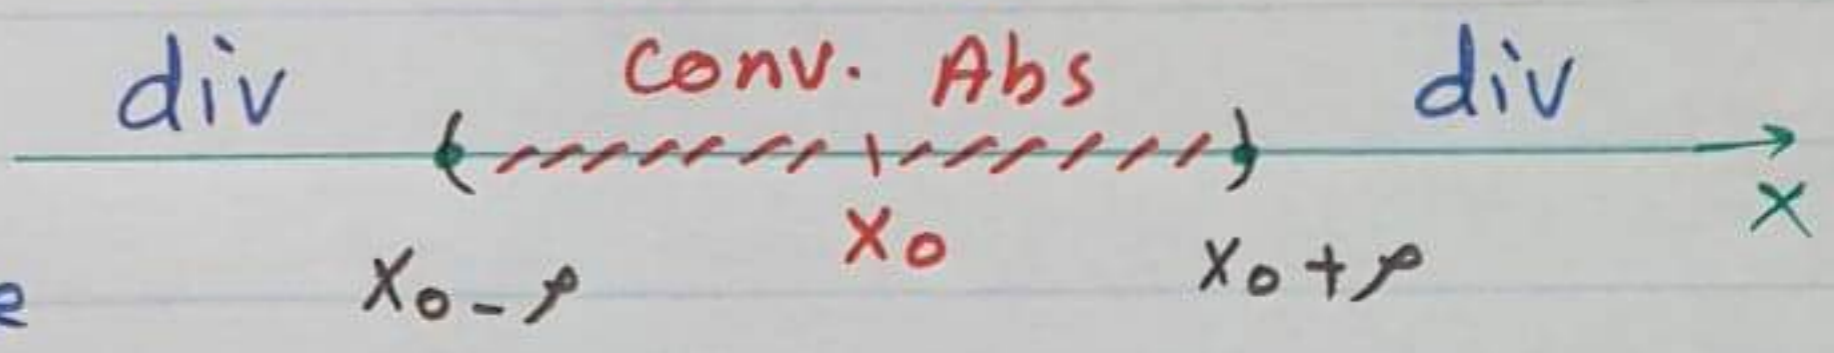 div conv. Abs div
x
x₀
e x₀-ρ x₀+ρ